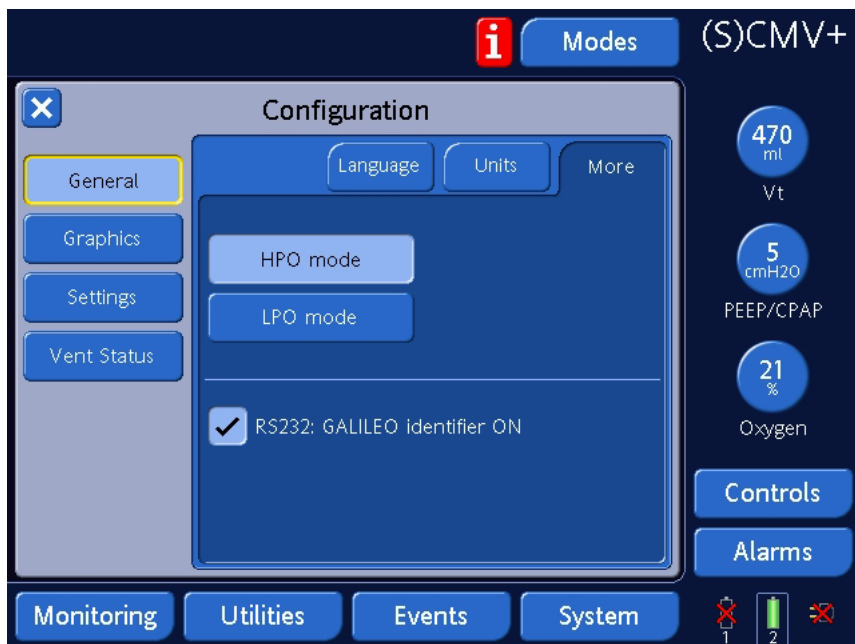 i Modes (S)CMV+
Configuration
Language Units More
General
Graphics
Settings
Vent Status
HPO mode
LPO mode
RS232: GALILEO identifier ON
470
ml
Vt
5
cmH2O
PEEP/CPAP
21
%
Oxygen
Controls
Alarms
Monitoring Utilities Events System
1 2